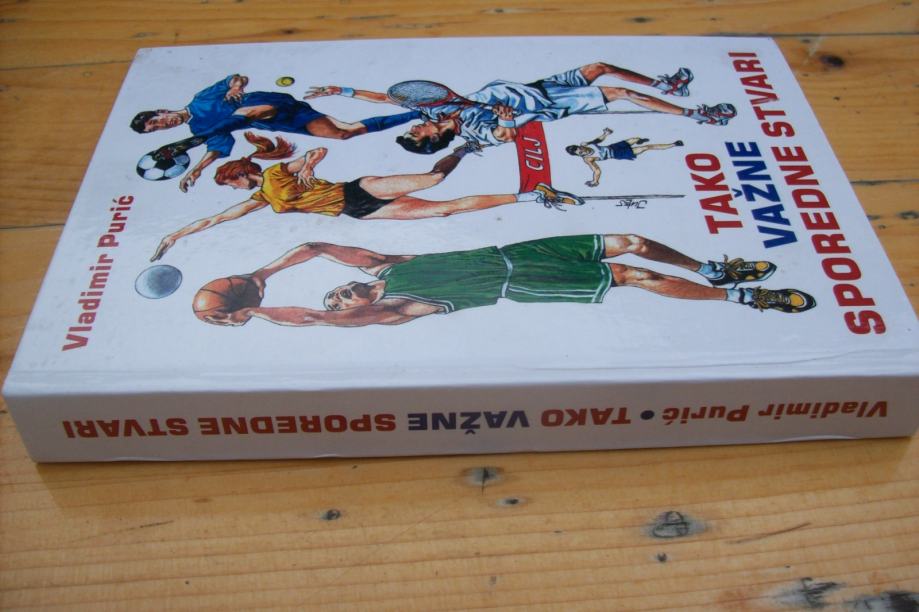 Vladimir Purić
CILJ
TAKO
VAŽNE
SPOREDNE STVARI
Vladimir Purić • TAKO VAŽNE SPOREDNE STVARI